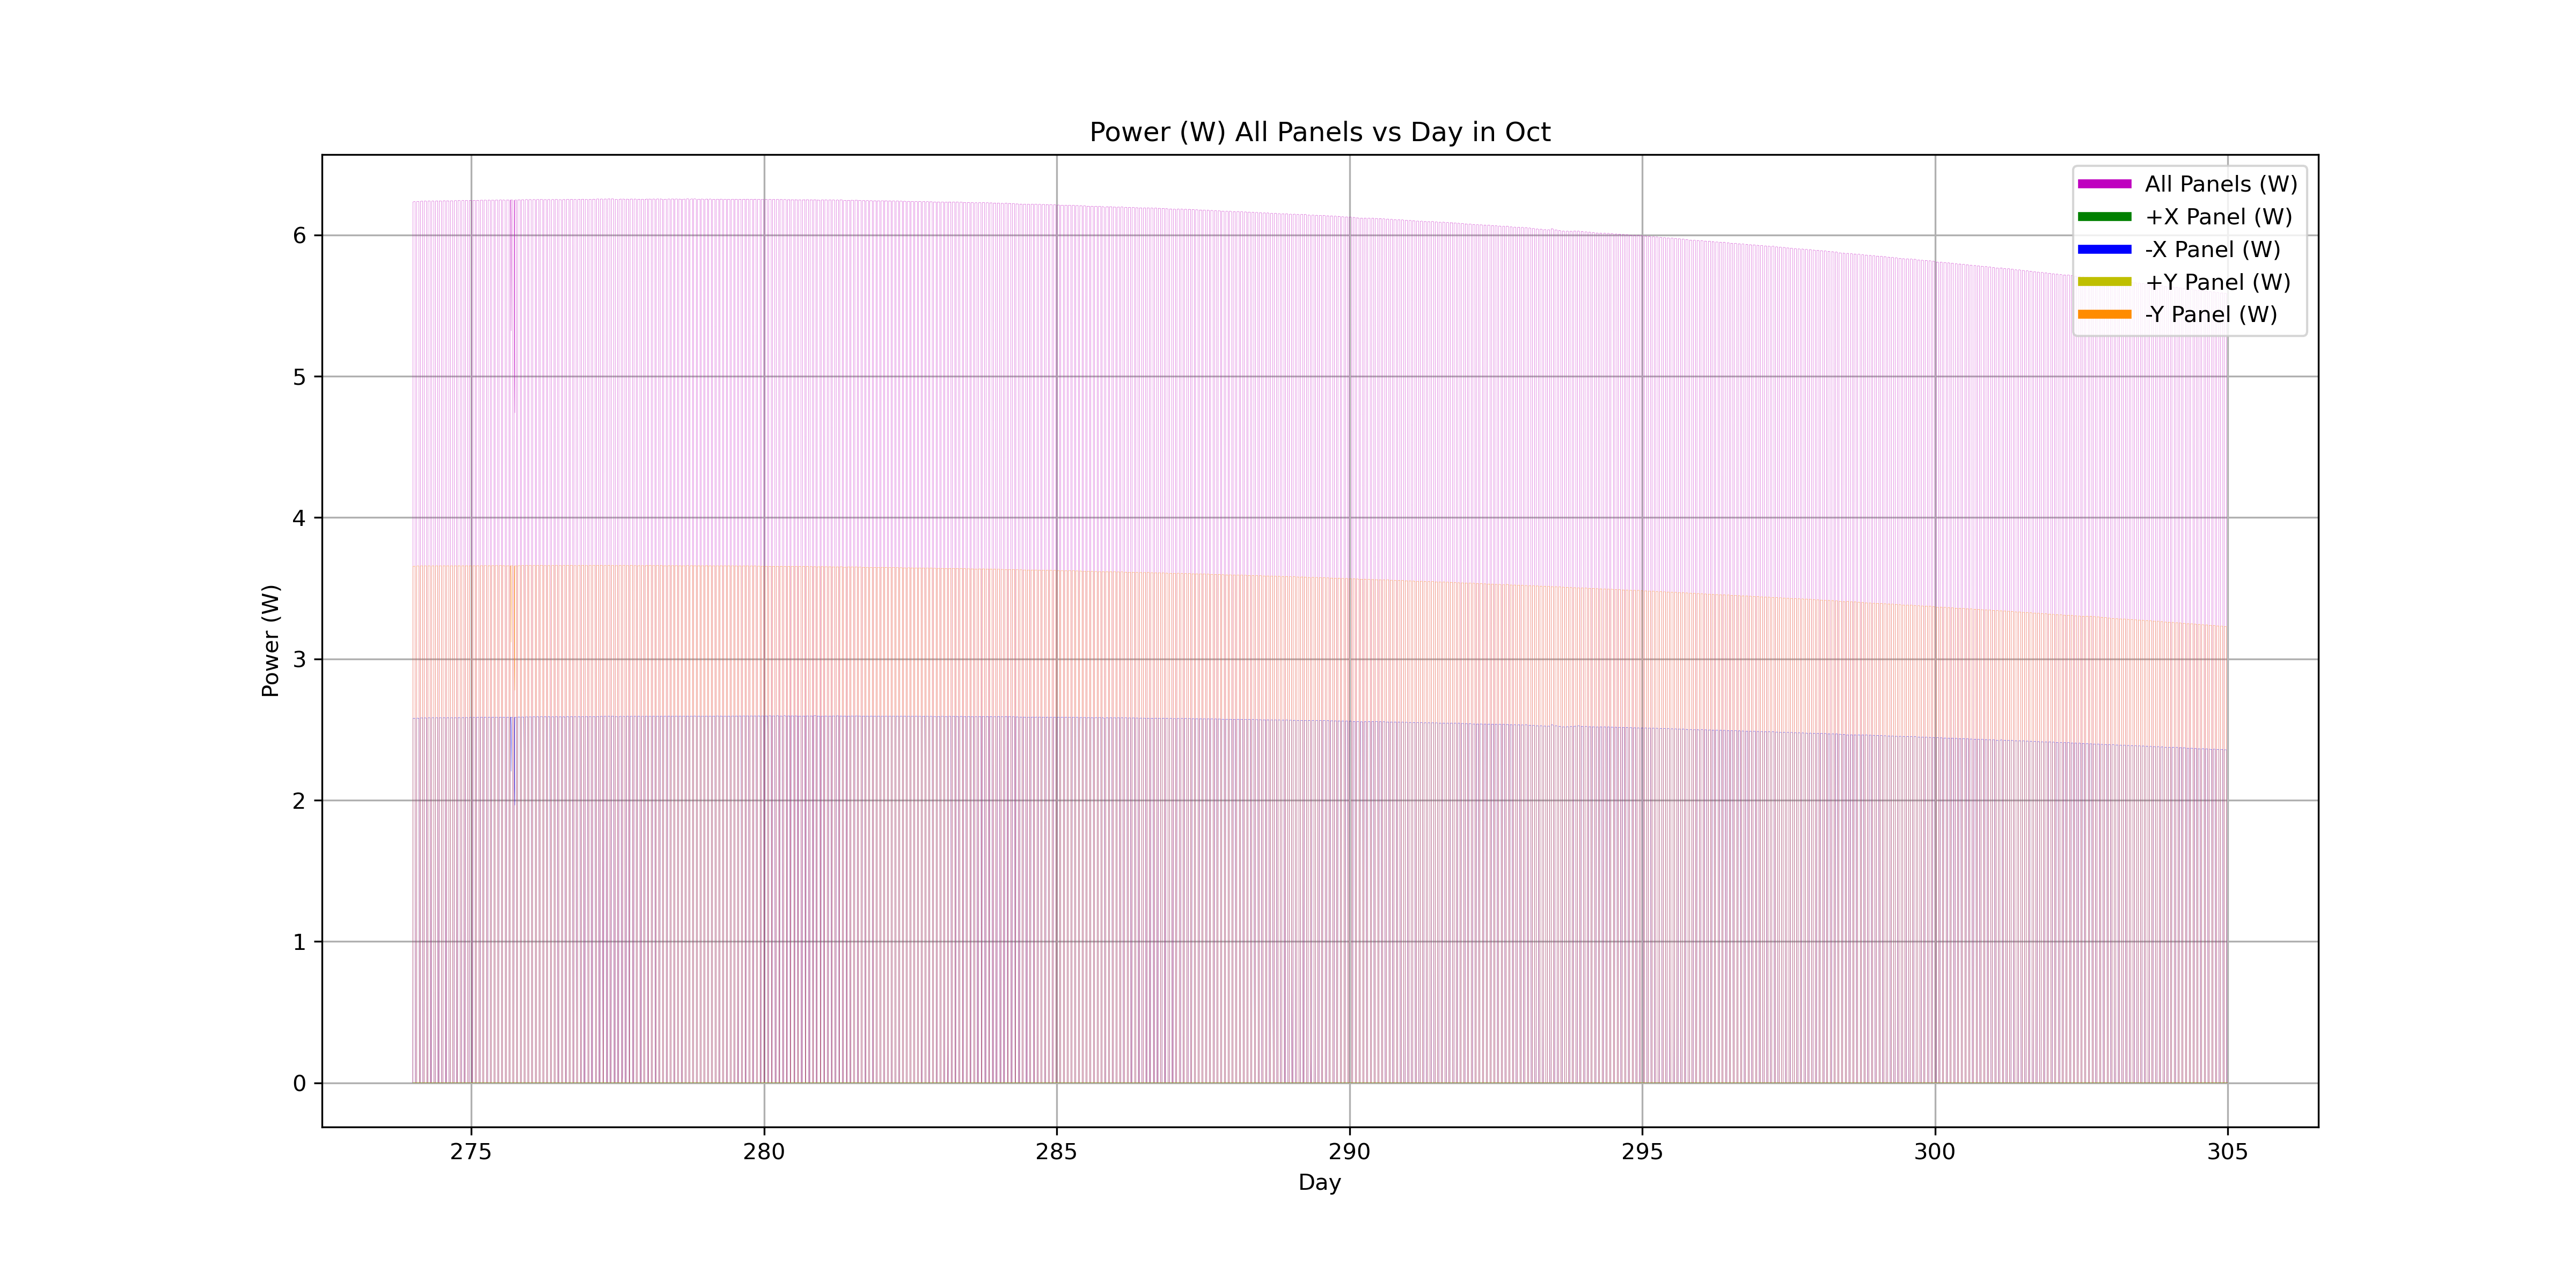 Power (W) All Panels vs Day in Oct
All Panels (W)
+X Panel (W)
-X Panel (W)
+Y Panel (W)
-Y Panel (W)
6
5
4
3
2
1
0
Power (W)
275 280 285 290 295 300 305
Day